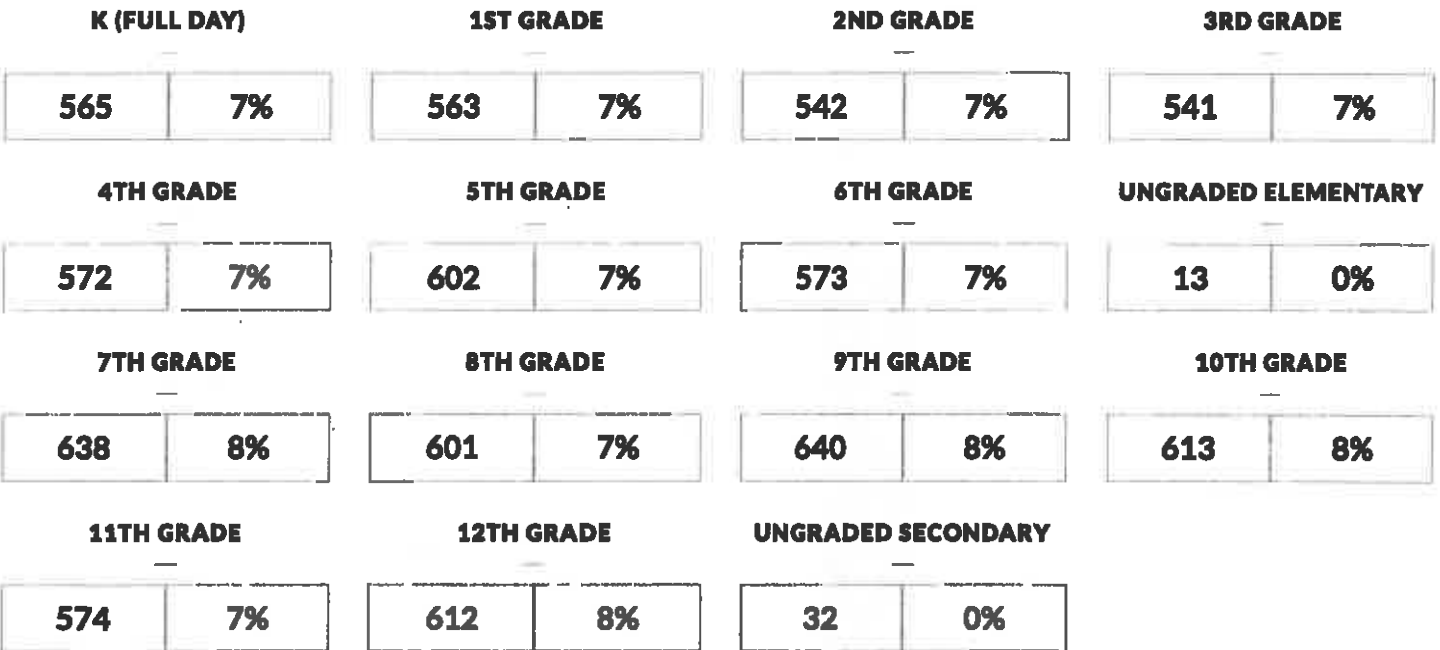 K (FULL DAY) 1ST GRADE 2ND GRADE 3RD GRADE
565 7% 563 7% 542 7% 541 7%
4TH GRADE 5TH GRADE 6TH GRADE UNGRADED ELEMENTARY
572 7% 602 7% 573 7% 13 0%
7TH GRADE 8TH GRADE 9TH GRADE 10TH GRADE
638 8% 601 7% 640 8% 613 8%
11TH GRADE 12TH GRADE UNGRADED SECONDARY
574 7% 612 8% 32 0%